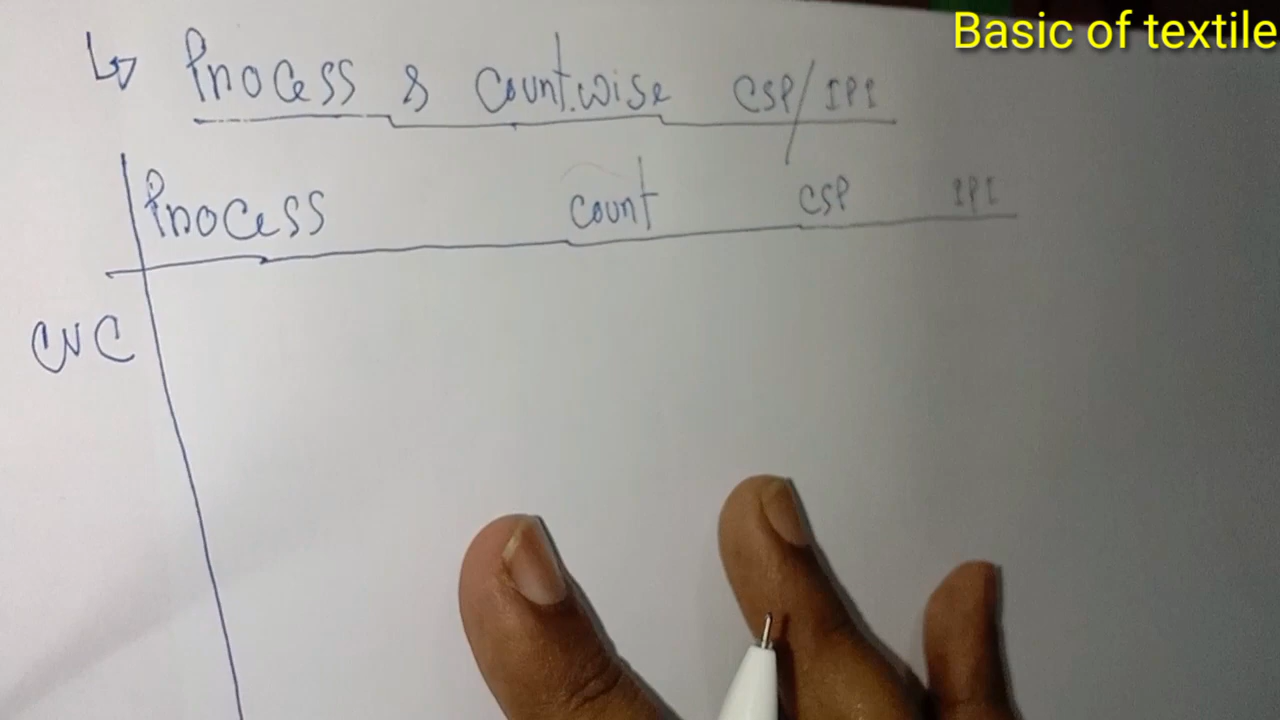 Basic of textile
↳ Process & Count.wise CSP/IPI
Process Count CSP IPI
CVC